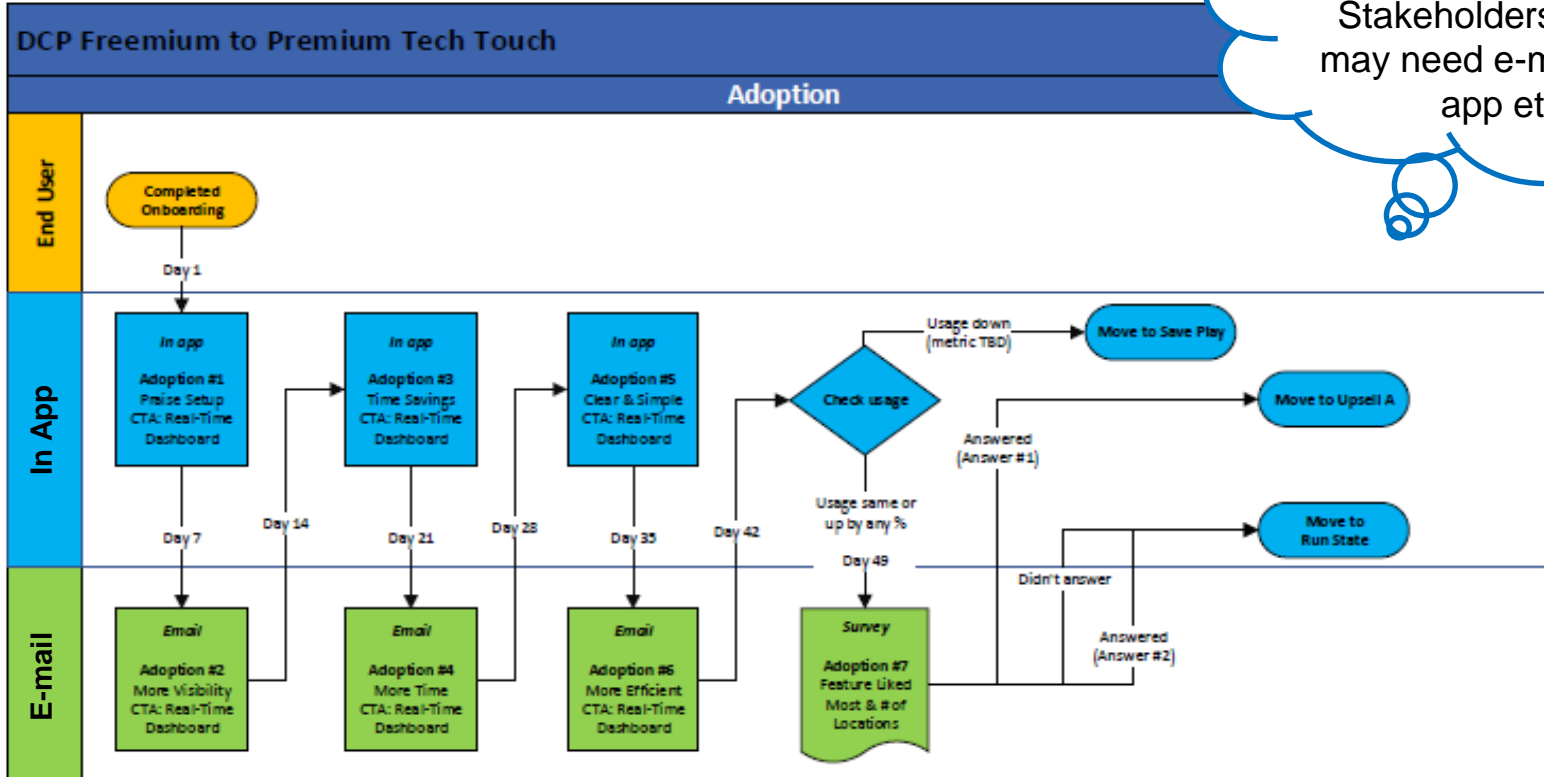 DCP Freemium to Premium Tech Touch
Stakeholders
may need e-m
app et
Adoption
End User
Completed
Onboarding
Day 1
In App
In app
Adoption #1
Praise Setup
CTA: Real-Time
Dashboard
In app
Adoption #3
Time Savings
CTA: Real-Time
Dashboard
In app
Adoption #5
Clear & Simple
CTA: Real-Time
Dashboard
Check usage
Usage down
(metric TBD)
Move to Save Play
Move to Upsell A
Answered
(Answer #1)
Usage same or
up by any %
Move to
Run State
Day 7
Day 14
Day 21
Day 28
Day 35
Day 42
Day 49
Didn't answer
Answered
(Answer #2)
E-mail
Email
Adoption #2
More Visibility
CTA: Real-Time
Dashboard
Email
Adoption #4
More Time
CTA: Real-Time
Dashboard
Email
Adoption #6
More Efficient
CTA: Real-Time
Dashboard
Survey
Adoption #7
Feature Liked
Most & # of
Locations